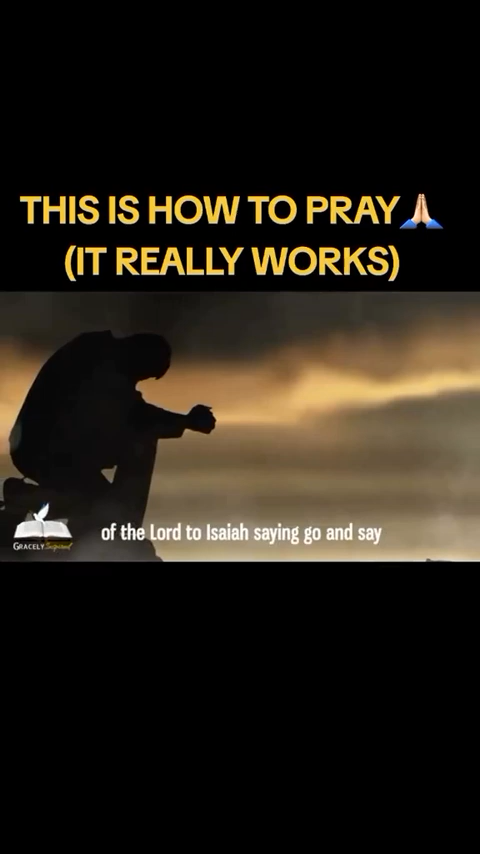 THIS IS HOW TO PRAY🙏🏻
(IT REALLY WORKS)
of the Lord to Isaiah saying go and say
GRACELY Inspired